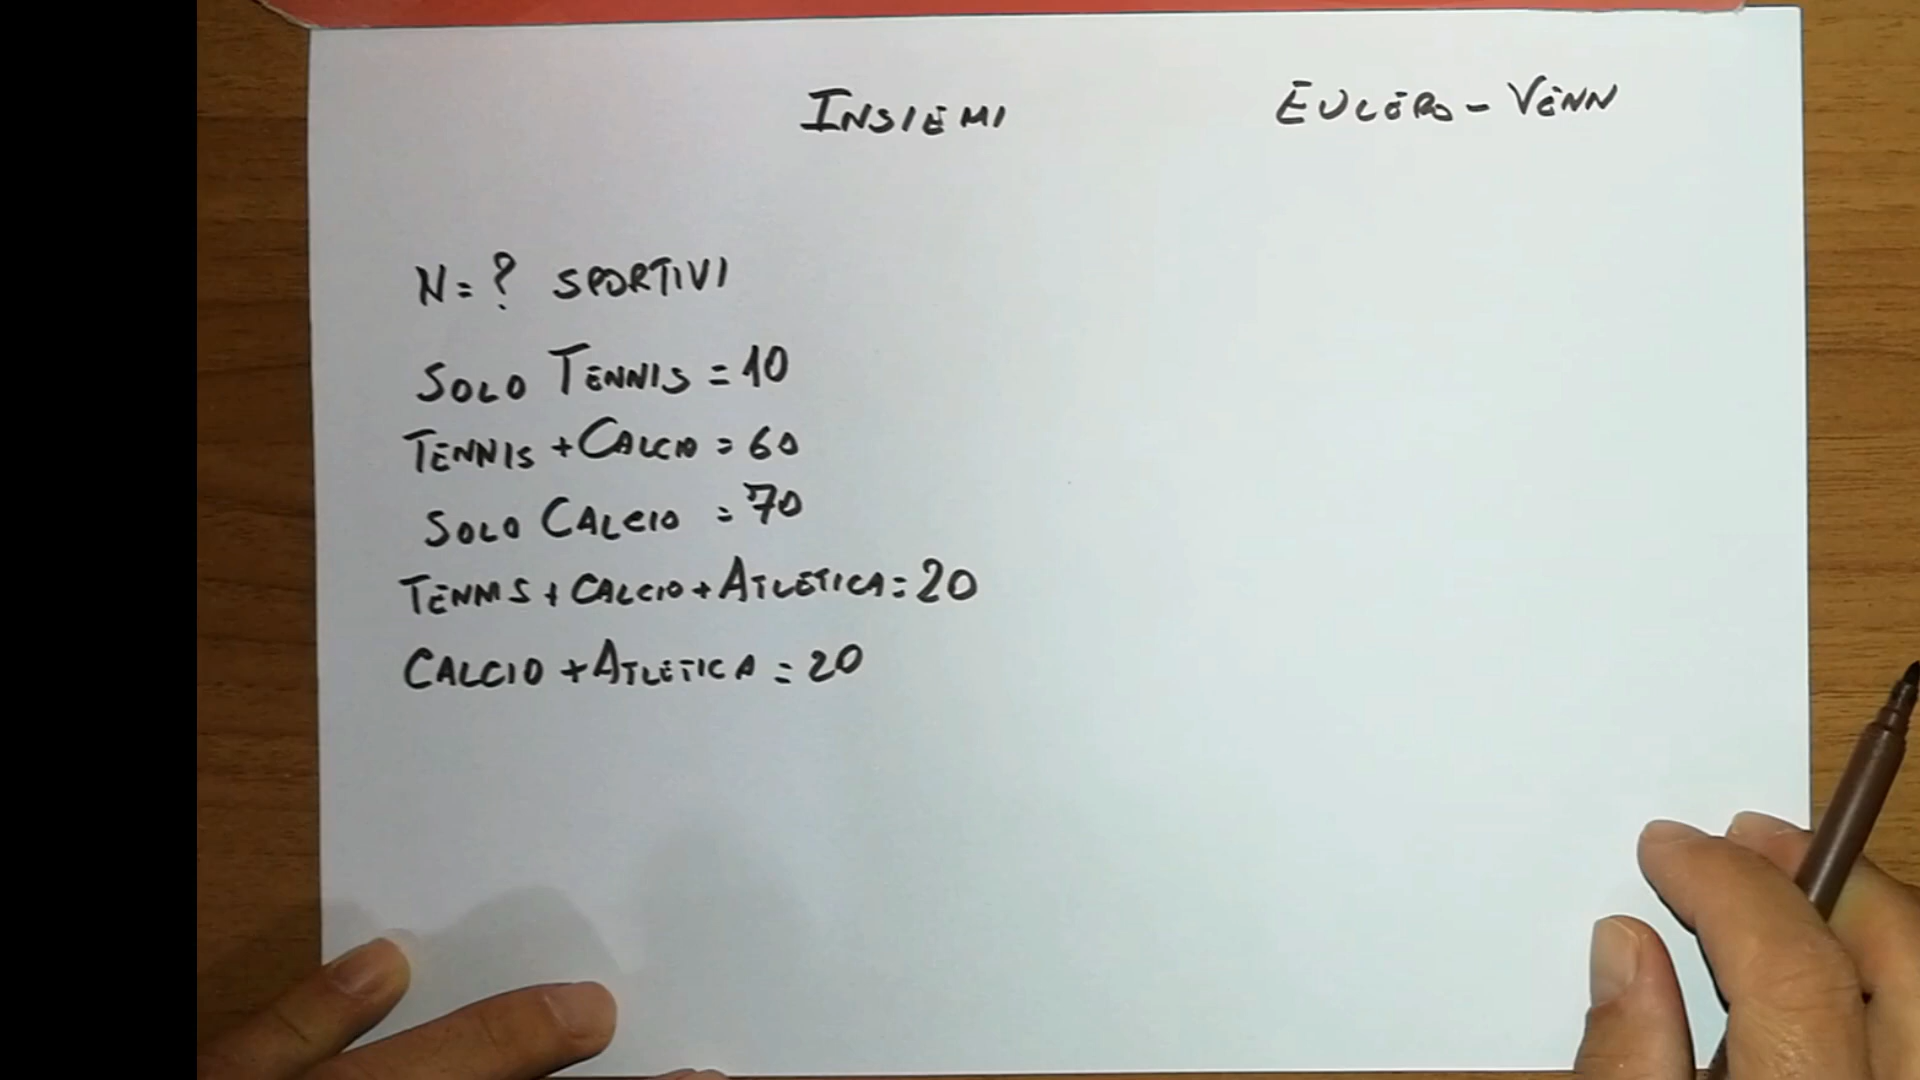 INSIEMI
EULERO - VENN
N = ? SPORTIVI
SOLO TENNIS = 10
TENNIS + CALCIO = 60
SOLO CALCIO = 70
TENNIS + CALCIO + ATLETICA = 20
CALCIO + ATLETICA = 20